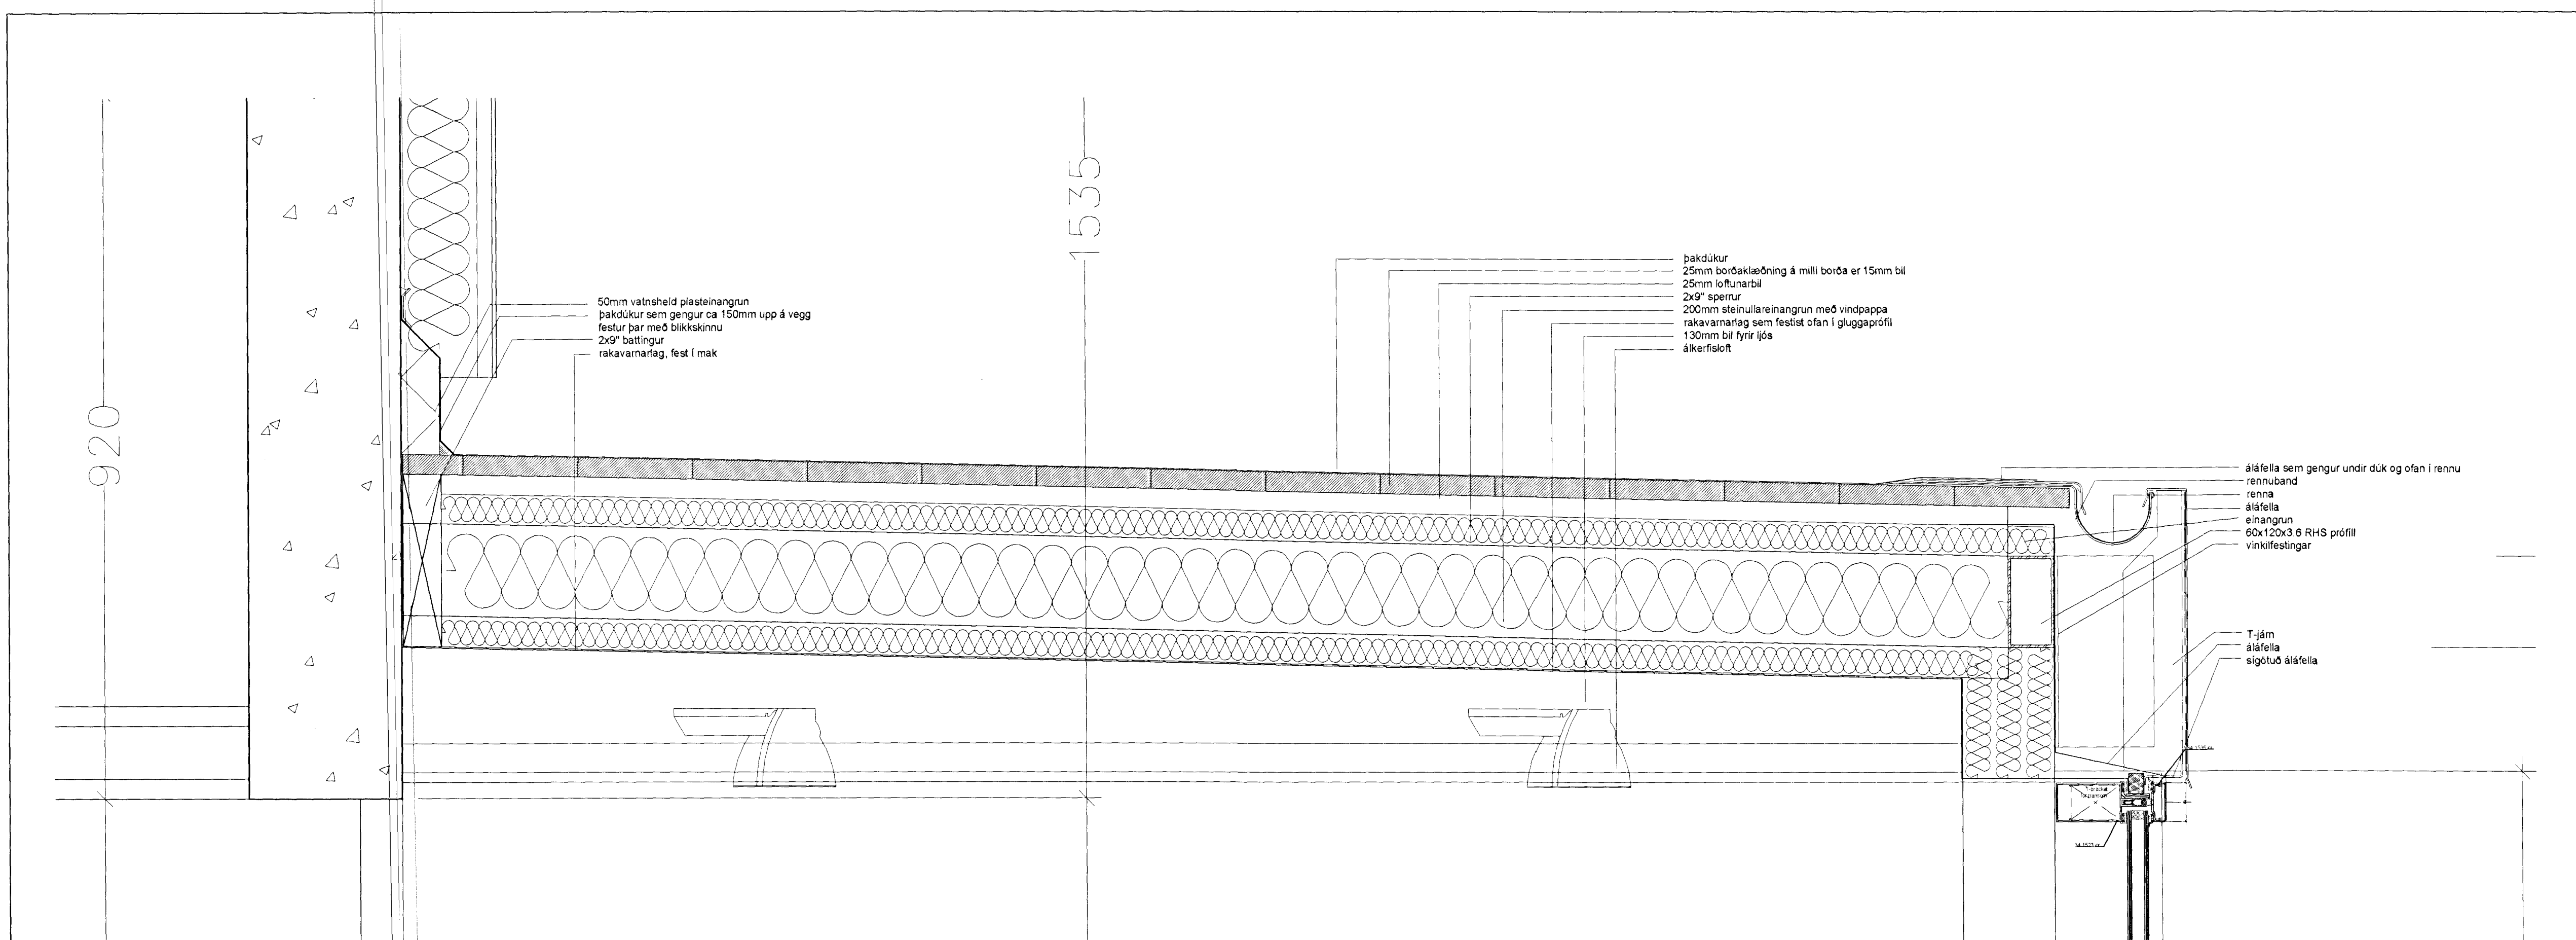 920
1535
50mm vatnsheld plasteinangrun
þakdúkur sem gengur ca 150mm upp á vegg
festur þar með blikkskinnu
2x9" battingur
rakavarnarlag, fest í mak
þakdúkur
25mm borðaklæðning á milli borða er 15mm bil
25mm loftunarbil
2x9" sperrur
200mm steinullareinangrun með vindpappa
rakavarnarlag sem festist ofan í gluggaprófíl
130mm bil fyrir ljós
álkerfisloft
áláfella sem gengur undir dúk og ofan í rennu
rennuband
renna
áláfella
einangrun
60x120x3.6 RHS prófíll
vinkilfestingar
T-járn
áláfella
sígötuð áláfella